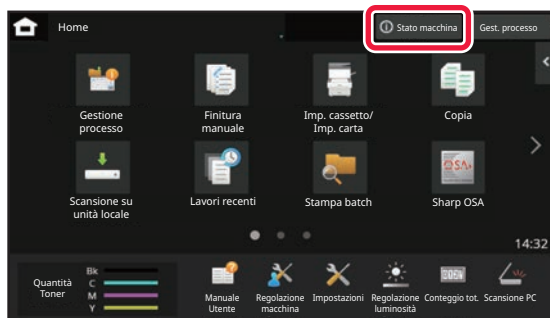 Home
Stato macchina
Gest. processo
Gestione
processo
Finitura
manuale
Imp. cassetto/
Imp. carta
Copia
Scansione su
unità locale
Lavori recenti
Stampa batch
OSA
Sharp OSA
14:32
Quantità
Toner
Bk
C
M
Y
Manuale
Utente
Regolazione
macchina
Impostazioni
Regolazione
luminosità
Conteggio tot.
Scansione PC